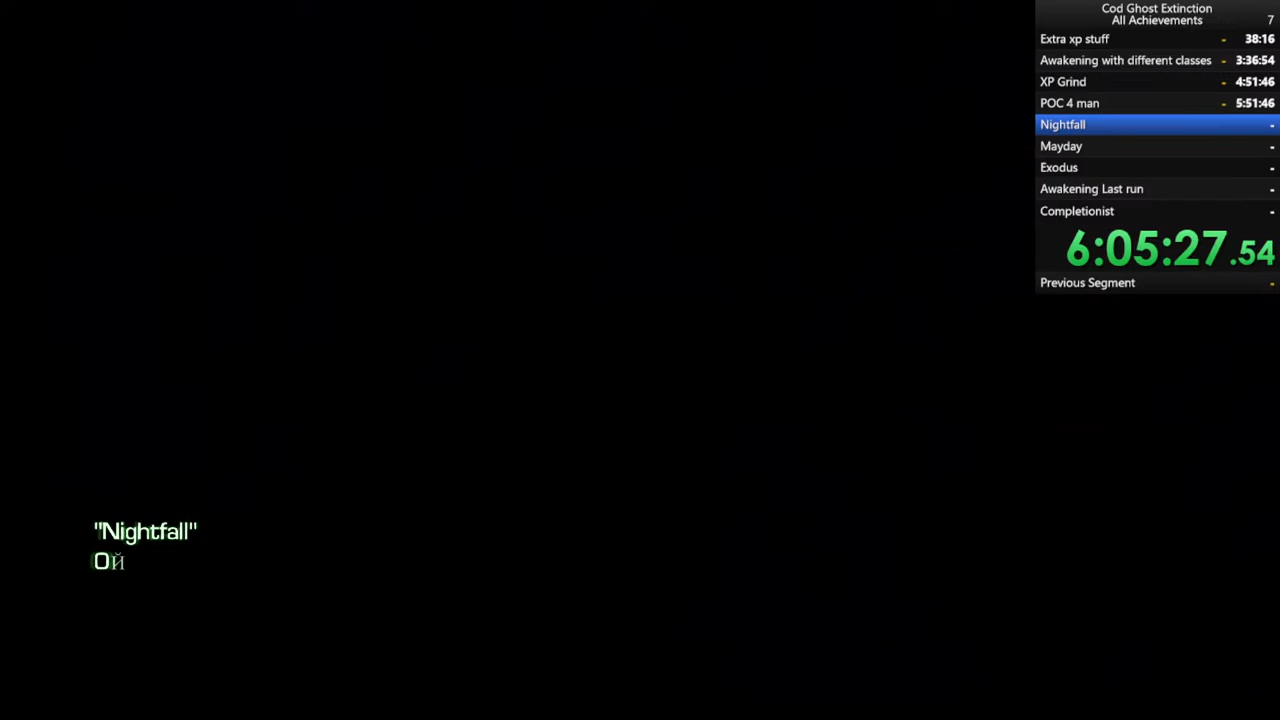 Cod Ghost Extinction
All Achievements 7
Extra xp stuff - 38:16
Awakening with different classes - 3:36:54
XP Grind - 4:51:46
POC 4 man - 5:51:46
Nightfall -
Mayday -
Exodus -
Awakening Last run -
Completionist -
6:05:27.54
Previous Segment -
"Nightfall"
0й